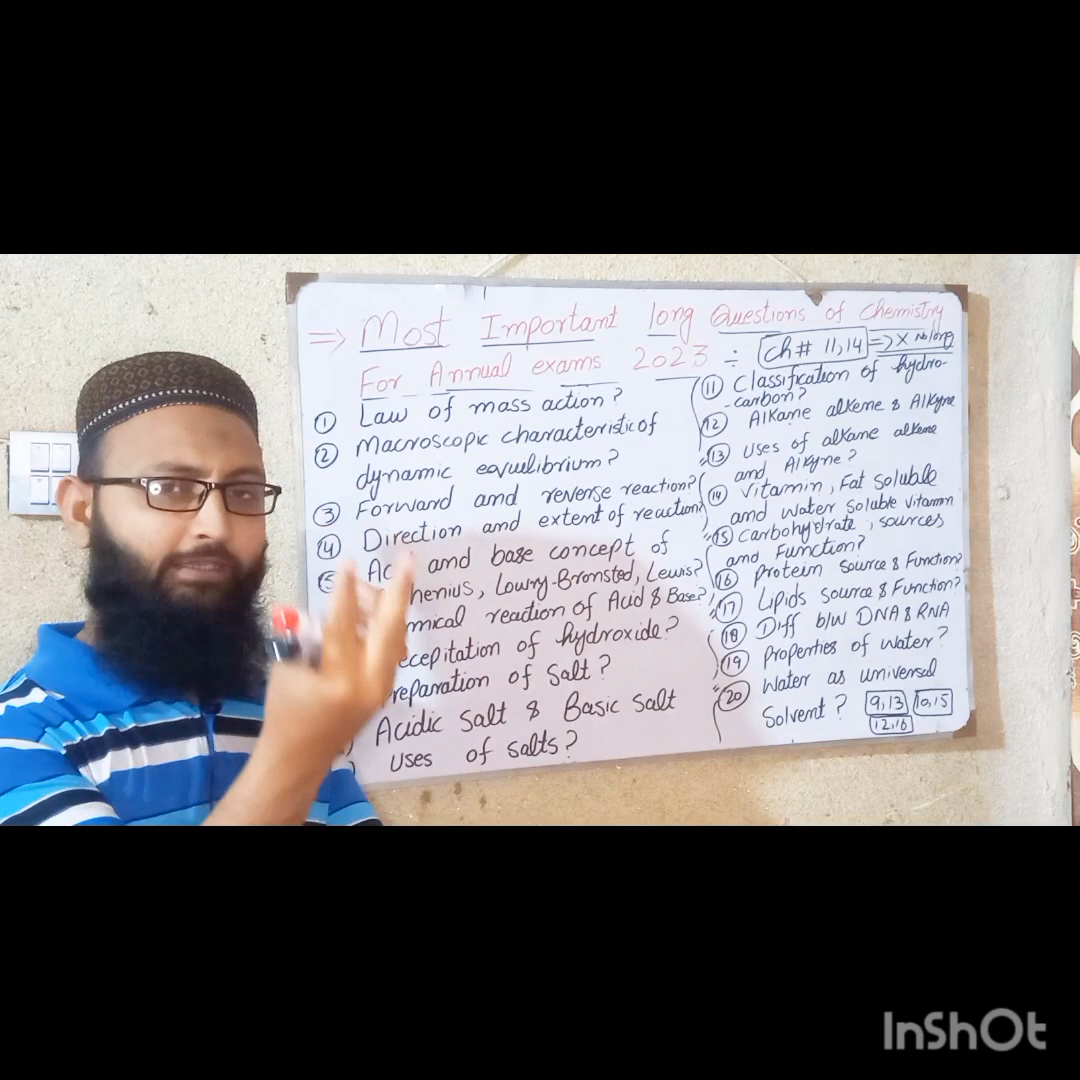 ⇒ Most Important long Questions of Chemistry
For Annual exams 2023 ÷
Ch# 11,14 ⇒ X No long
① Law of mass action?
② Macroscopic characteristic of
dynamic equilibrium?
③ Forward and reverse reaction?
④ Direction and extent of reaction?
⑤ and base concept of
Lowry-Bronsted, Lewis?
reaction of Acid & Base?
of hydroxide?
of Salt?
Acidic Salt & Basic Salt
uses of salts?
⑪ Classification of hydro-
-carbon?
⑫ Alkane alkene & Alkyne
⑬ uses of alkane alkene
and Alkyne?
⑭ Vitamin, Fat Soluble
and water Soluble vitamin
⑮ Carbohydrate, sources
and Function?
⑯ Protein Source & Function?
⑰ Lipids Source & Function?
⑱ Diff b/w DNA & RNA
⑲ Properties of water?
⑳ Water as universal
Solvent? 9,13 10,15
12,16
InShOt